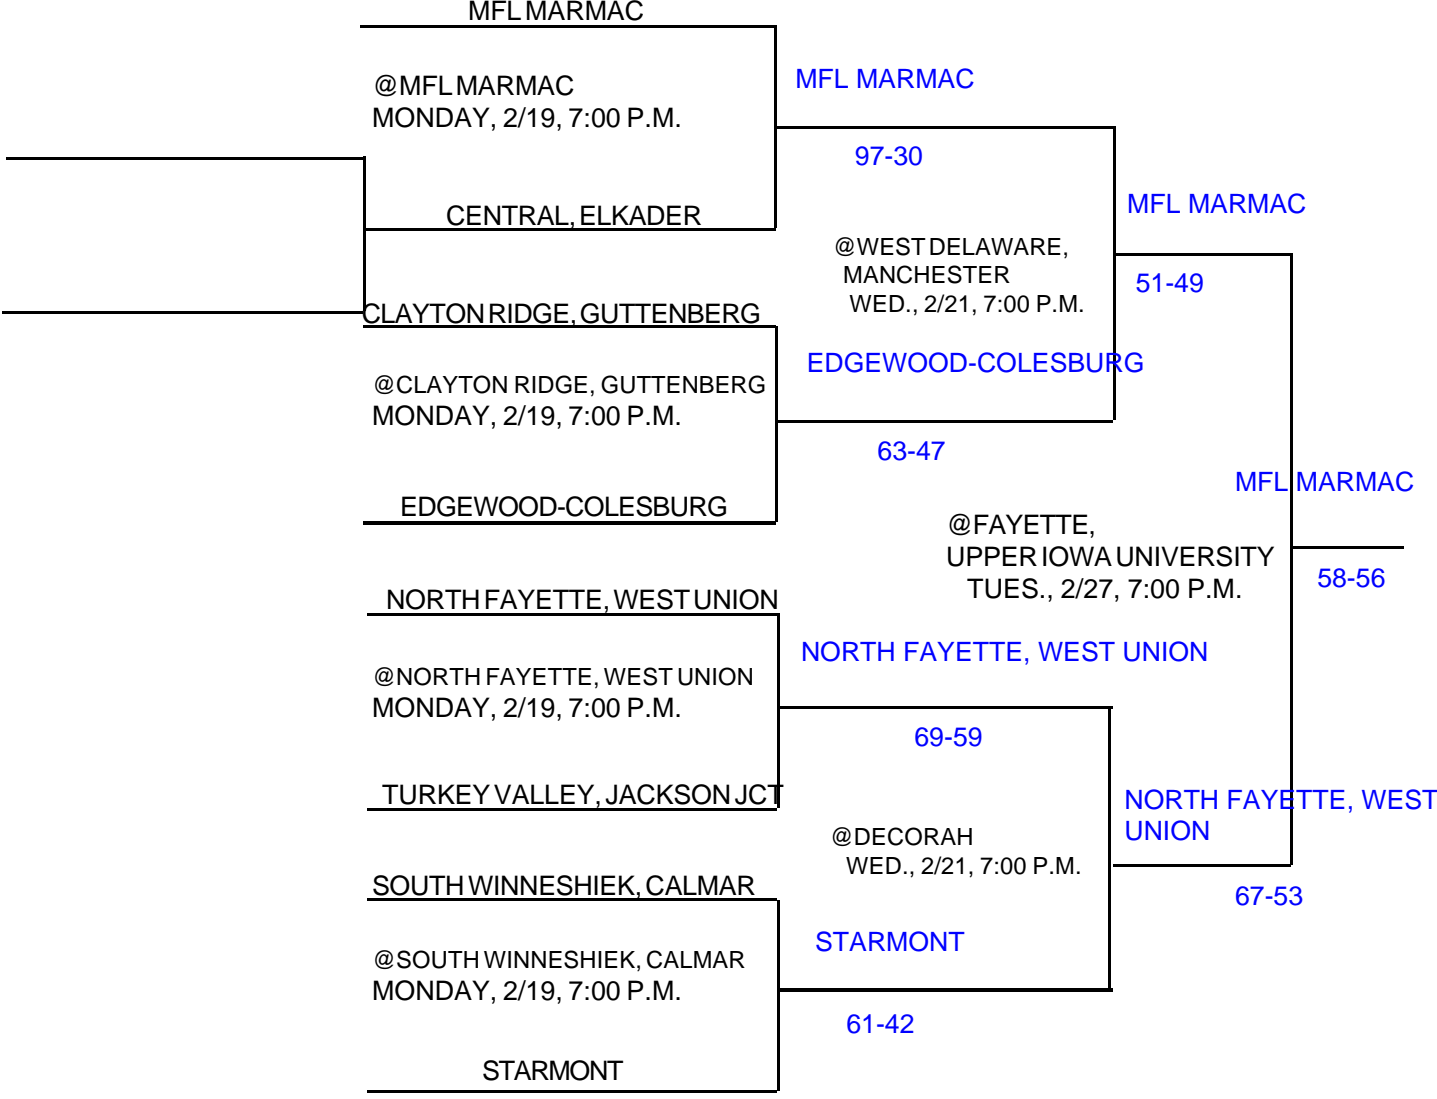 MFL MARMAC
@MFL MARMAC
MONDAY, 2/19, 7:00 P.M.
MFL MARMAC
97-30
CENTRAL, ELKADER
MFL MARMAC
51-49
@WEST DELAWARE,
MANCHESTER
WED., 2/21, 7:00 P.M.
CLAYTON RIDGE, GUTTENBERG
@CLAYTON RIDGE, GUTTENBERG
MONDAY, 2/19, 7:00 P.M.
EDGEWOOD-COLESBURG
63-47
EDGEWOOD-COLESBURG
MFL MARMAC
58-56
@FAYETTE,
UPPER IOWA UNIVERSITY
TUES., 2/27, 7:00 P.M.
NORTH FAYETTE, WEST UNION
@NORTH FAYETTE, WEST UNION
MONDAY, 2/19, 7:00 P.M.
NORTH FAYETTE, WEST UNION
69-59
TURKEY VALLEY, JACKSON JCT
@DECORAH
WED., 2/21, 7:00 P.M.
NORTH FAYETTE, WEST
UNION
67-53
SOUTH WINNESHIEK, CALMAR
@SOUTH WINNESHIEK, CALMAR
MONDAY, 2/19, 7:00 P.M.
STARMONT
61-42
STARMONT